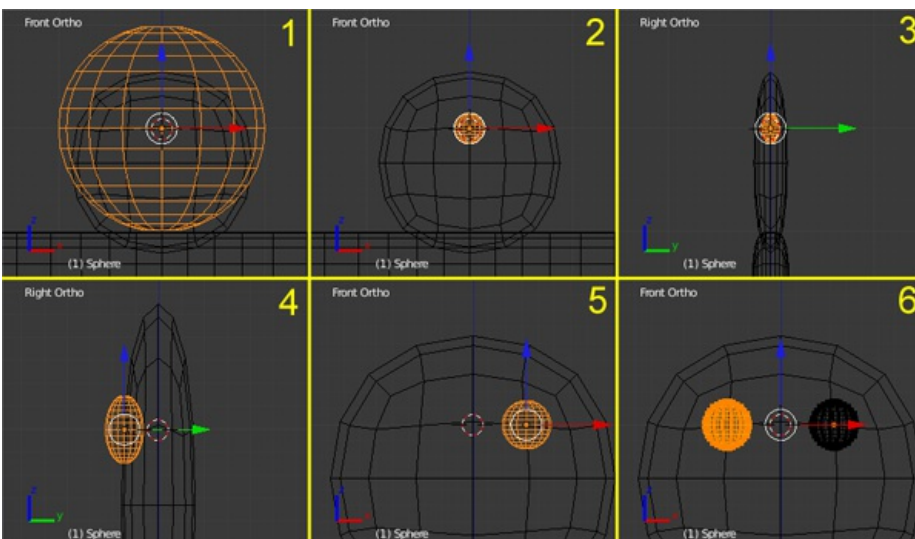 Front Ortho
1
z
x
(1) Sphere
Front Ortho
2
z
x
(1) Sphere
Right Ortho
3
z
y
(1) Sphere
Right Ortho
4
z
y
(1) Sphere
Front Ortho
5
z
x
(1) Sphere
Front Ortho
6
z
x
(1) Sphere